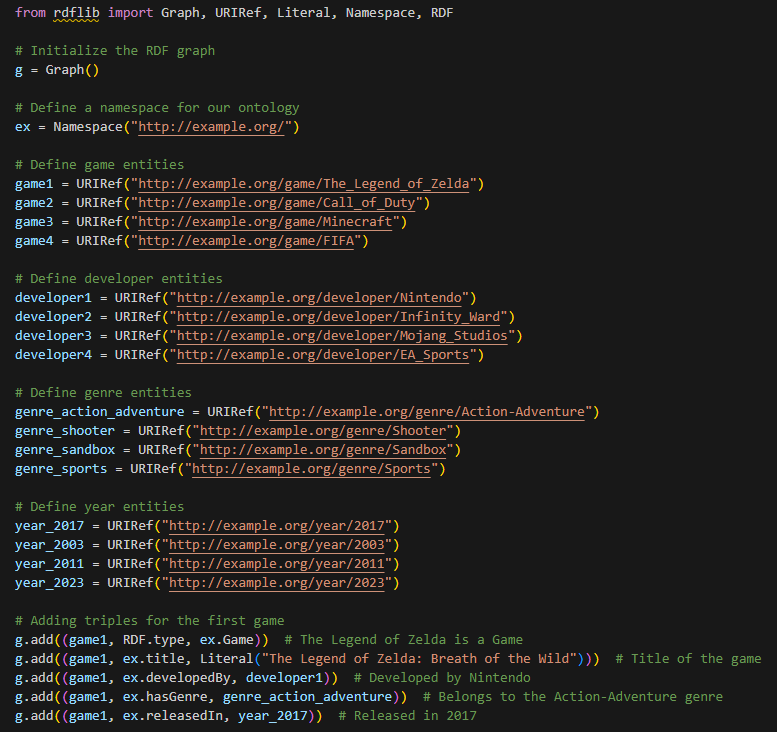 from rdflib import Graph, URIRef, Literal, Namespace, RDF
# Initialize the RDF graph
g = Graph()
# Define a namespace for our ontology
ex = Namespace("http://example.org/")
# Define game entities
game1 = URIRef("http://example.org/game/The_Legend_of_Zelda")
game2 = URIRef("http://example.org/game/Call_of_Duty")
game3 = URIRef("http://example.org/game/Minecraft")
game4 = URIRef("http://example.org/game/FIFA")
# Define developer entities
developer1 = URIRef("http://example.org/developer/Nintendo")
developer2 = URIRef("http://example.org/developer/Infinity_Ward")
developer3 = URIRef("http://example.org/developer/Mojang_Studios")
developer4 = URIRef("http://example.org/developer/EA_Sports")
# Define genre entities
genre_action_adventure = URIRef("http://example.org/genre/Action-Adventure")
genre_shooter = URIRef("http://example.org/genre/Shooter")
genre_sandbox = URIRef("http://example.org/genre/Sandbox")
genre_sports = URIRef("http://example.org/genre/Sports")
# Define year entities
year_2017 = URIRef("http://example.org/year/2017")
year_2003 = URIRef("http://example.org/year/2003")
year_2011 = URIRef("http://example.org/year/2011")
year_2023 = URIRef("http://example.org/year/2023")
# Adding triples for the first game
g.add((game1, RDF.type, ex.Game))  # The Legend of Zelda is a Game
g.add((game1, ex.title, Literal("The Legend of Zelda: Breath of the Wild")))  # Title of the game
g.add((game1, ex.developedBy, developer1))  # Developed by Nintendo
g.add((game1, ex.hasGenre, genre_action_adventure))  # Belongs to the Action-Adventure genre
g.add((game1, ex.releasedIn, year_2017))  # Released in 2017